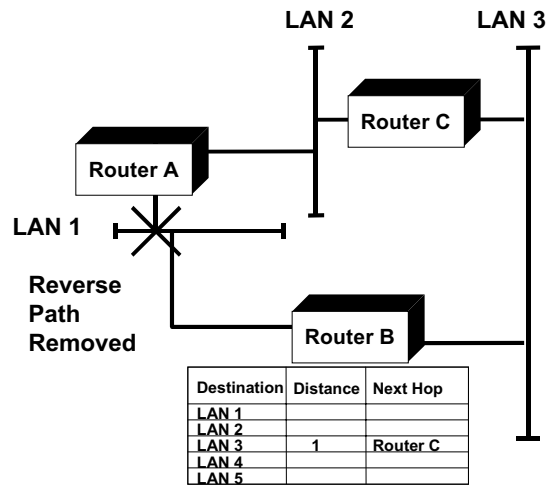 LAN 2
LAN 3
Router C
Router A
LAN 1
Reverse
Path
Removed
Router B
Destination Distance Next Hop
LAN 1
LAN 2
LAN 3 1 Router C
LAN 4
LAN 5